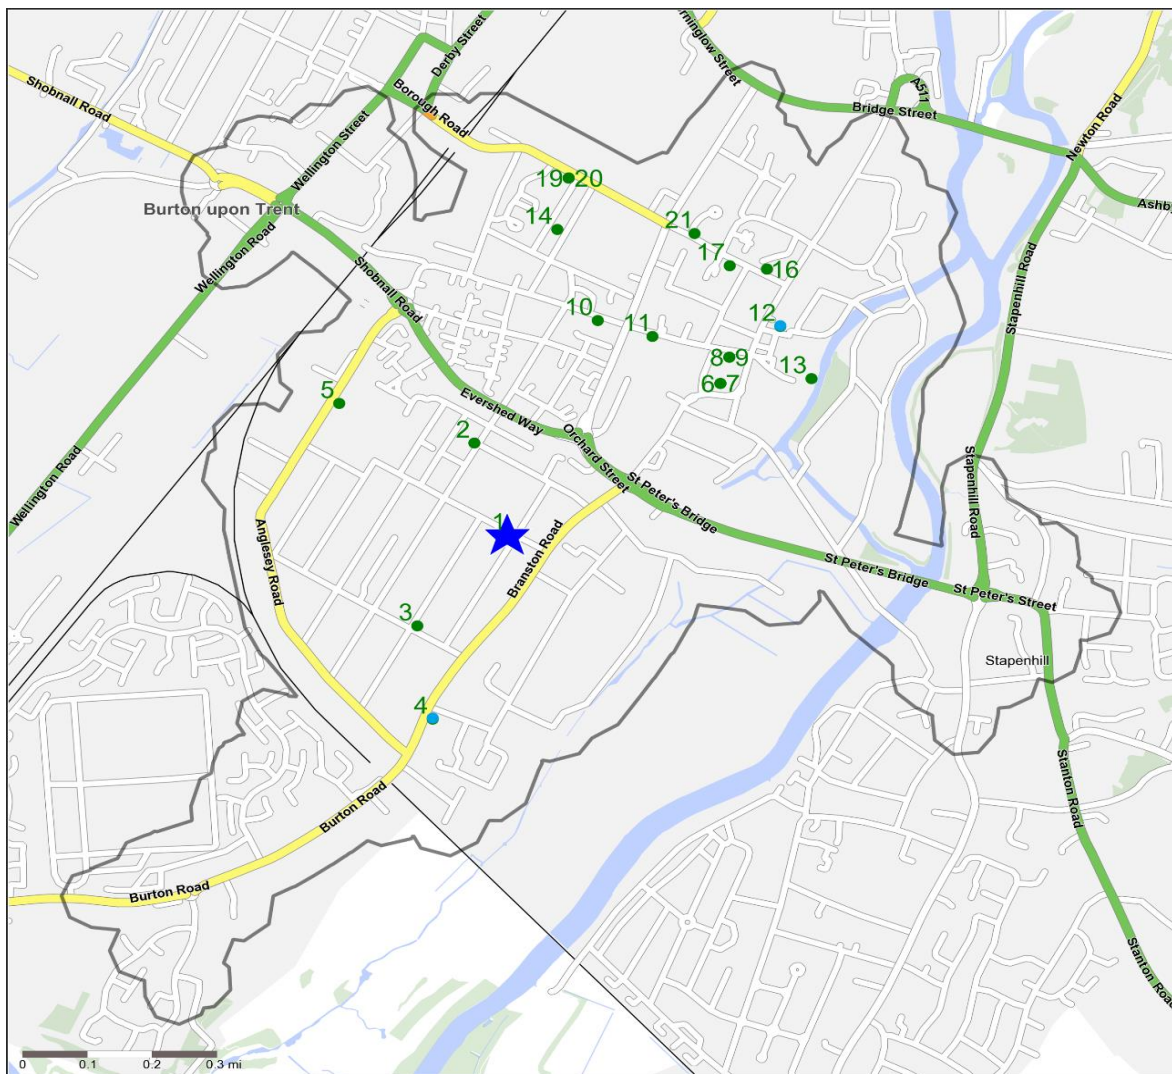 erninglow Street
Derby Street
Shobnall Road
Borough Road
A511
Bridge Street
Newton Road
Wellington Street
19 20
Burton upon Trent
Ashb
14
21
17
16
Wellington Road
Shobnall Road
Stapenhill Road
10
12
11
8 9
13
6 7
5
Evershed Way
2
Orchard Street
St Peter's Bridge
Stapenhill Road
Wellington Road
1
Anglesey Road
Branston Road
St Peter's Bridge
St Peter's Street
3
Stapenhill
4
Stanton Road
Burton Road
Burton Road
Stanton Road
0 0.1 0.2 0.3 mi